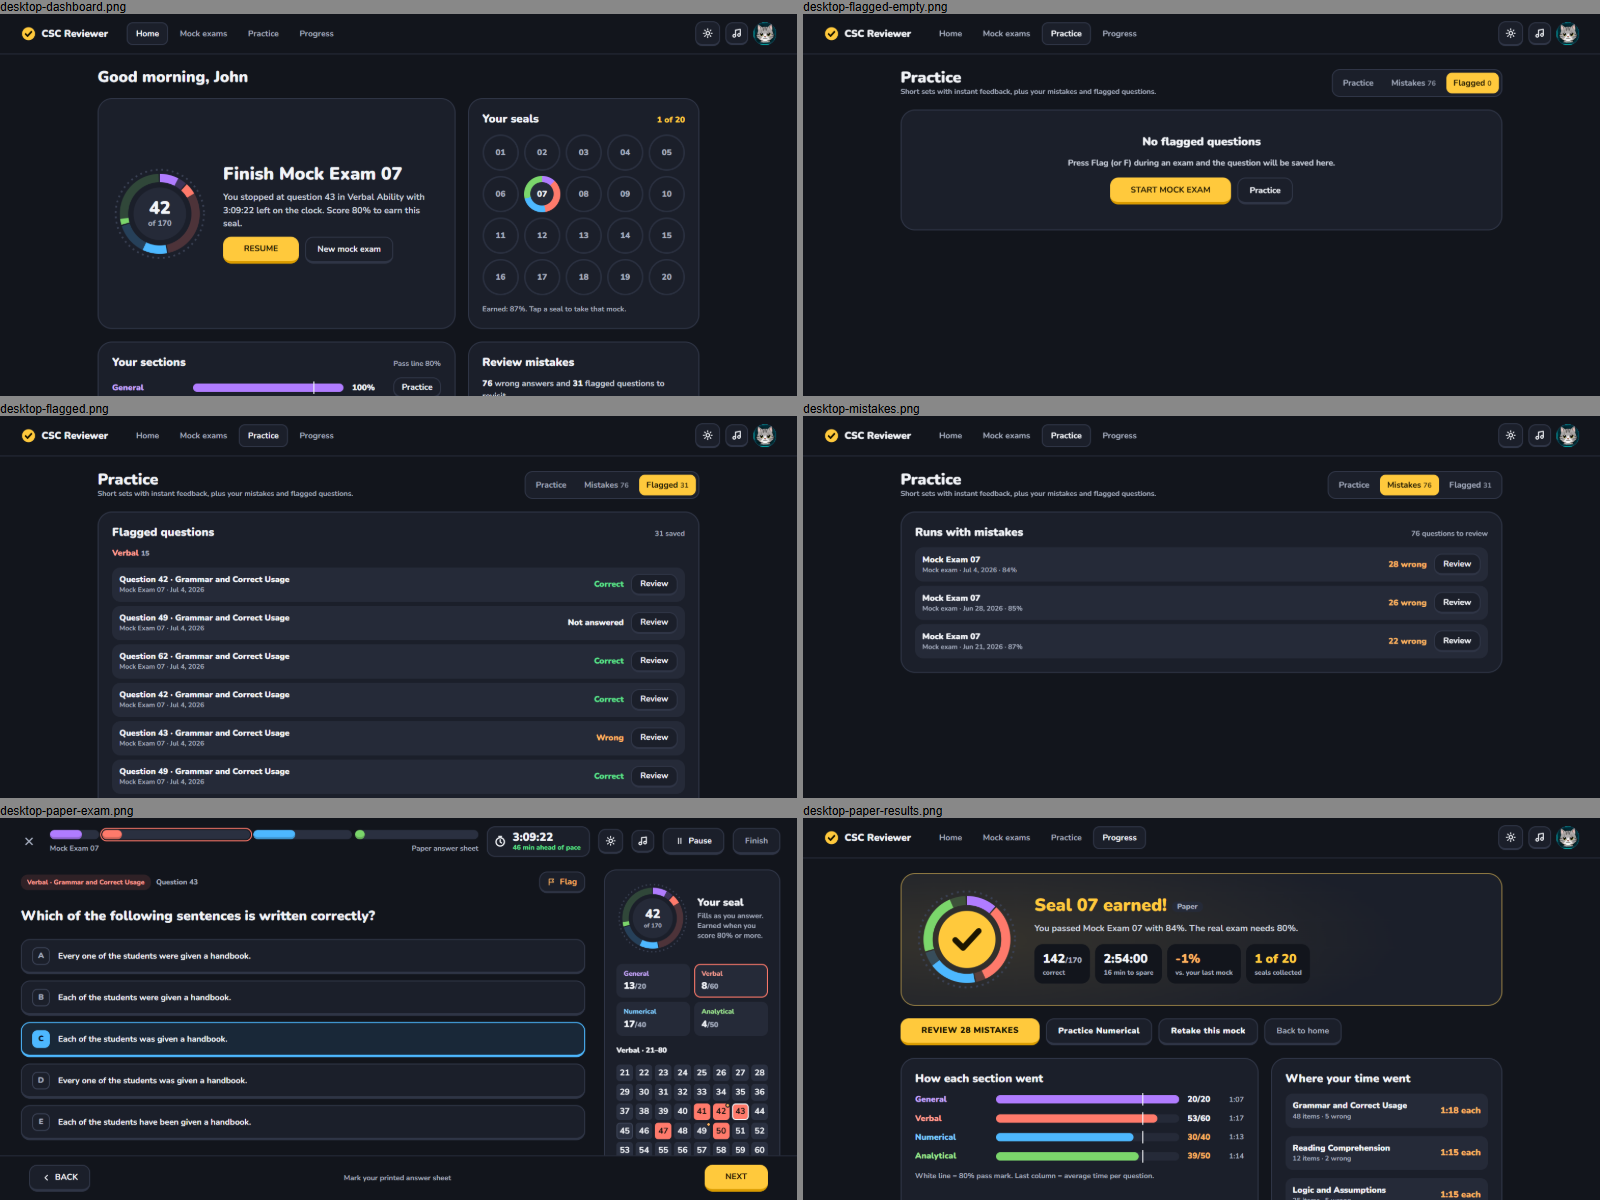 desktop-dashboard.png
CSC Reviewer
Home
Mock exams
Practice
Progress
Good morning, John
42
of 170
Finish Mock Exam 07
You stopped at question 43 in Verbal Ability with
3:09:22 left on the clock. Score 80% to earn this
seal.
RESUME
New mock exam
Your seals
1 of 20
01 02 03 04 05
06 07 08 09 10
11 12 13 14 15
16 17 18 19 20
Earned: 87%. Tap a seal to take that mock.
Your sections
Pass line 80%
General
100%
Practice
Review mistakes
76 wrong answers and 31 flagged questions to
revisit.
desktop-flagged-empty.png
CSC Reviewer
Home
Mock exams
Practice
Progress
Practice
Short sets with instant feedback, plus your mistakes and flagged questions.
Practice
Mistakes 76
Flagged 0
No flagged questions
Press Flag (or F) during an exam and the question will be saved here.
START MOCK EXAM
Practice
desktop-flagged.png
CSC Reviewer
Home
Mock exams
Practice
Progress
Practice
Short sets with instant feedback, plus your mistakes and flagged questions.
Practice
Mistakes 76
Flagged 31
Flagged questions
31 saved
Verbal 15
Question 42 · Grammar and Correct Usage
Mock Exam 07 · Jul 4, 2026
Correct
Review
Question 49 · Grammar and Correct Usage
Mock Exam 07 · Jul 4, 2026
Not answered
Review
Question 62 · Grammar and Correct Usage
Mock Exam 07 · Jul 4, 2026
Correct
Review
Question 42 · Grammar and Correct Usage
Mock Exam 07 · Jul 4, 2026
Correct
Review
Question 43 · Grammar and Correct Usage
Mock Exam 07 · Jul 4, 2026
Wrong
Review
Question 49 · Grammar and Correct Usage
Mock Exam 07 · Jul 4, 2026
Correct
Review
desktop-mistakes.png
CSC Reviewer
Home
Mock exams
Practice
Progress
Practice
Short sets with instant feedback, plus your mistakes and flagged questions.
Practice
Mistakes 76
Flagged 31
Runs with mistakes
76 questions to review
Mock Exam 07
Mock exam · Jul 4, 2026 · 84%
28 wrong
Review
Mock Exam 07
Mock exam · Jun 28, 2026 · 85%
26 wrong
Review
Mock Exam 07
Mock exam · Jun 21, 2026 · 87%
22 wrong
Review
desktop-paper-exam.png
Mock Exam 07
Paper answer sheet
3:09:22
46 min ahead of pace
Pause
Finish
Verbal · Grammar and Correct Usage
Question 43
Flag
Which of the following sentences is written correctly?
A Every one of the students were given a handbook.
B Each of the students were given a handbook.
C Each of the students was given a handbook.
D Every one of the students was given a handbook.
E Each of the students have been given a handbook.
42
of 170
Your seal
Fills as you answer.
Earned when you
score 80% or more.
General
13/20
Verbal
8/60
Numerical
17/40
Analytical
4/50
Verbal · 21–80
21 22 23 24 25 26 27 28
29 30 31 32 33 34 35 36
37 38 39 40 41 42 43 44
45 46 47 48 49 50 51 52
53 54 55 56 57 58 59 60
BACK
Mark your printed answer sheet
NEXT
desktop-paper-results.png
CSC Reviewer
Home
Mock exams
Practice
Progress
Seal 07 earned!
Paper
You passed Mock Exam 07 with 84%. The real exam needs 80%.
142/170
correct
2:54:00
16 min to spare
-1%
vs. your last mock
1 of 20
seals collected
REVIEW 28 MISTAKES
Practice Numerical
Retake this mock
Back to home
How each section went
General
20/20
1:07
Verbal
53/60
1:17
Numerical
30/40
1:13
Analytical
39/50
1:14
White line = 80% pass mark. Last column = average time per question.
Where your time went
Grammar and Correct Usage
48 items · 5 wrong
1:18 each
Reading Comprehension
12 items · 2 wrong
1:15 each
Logic and Assumptions
1:15 each